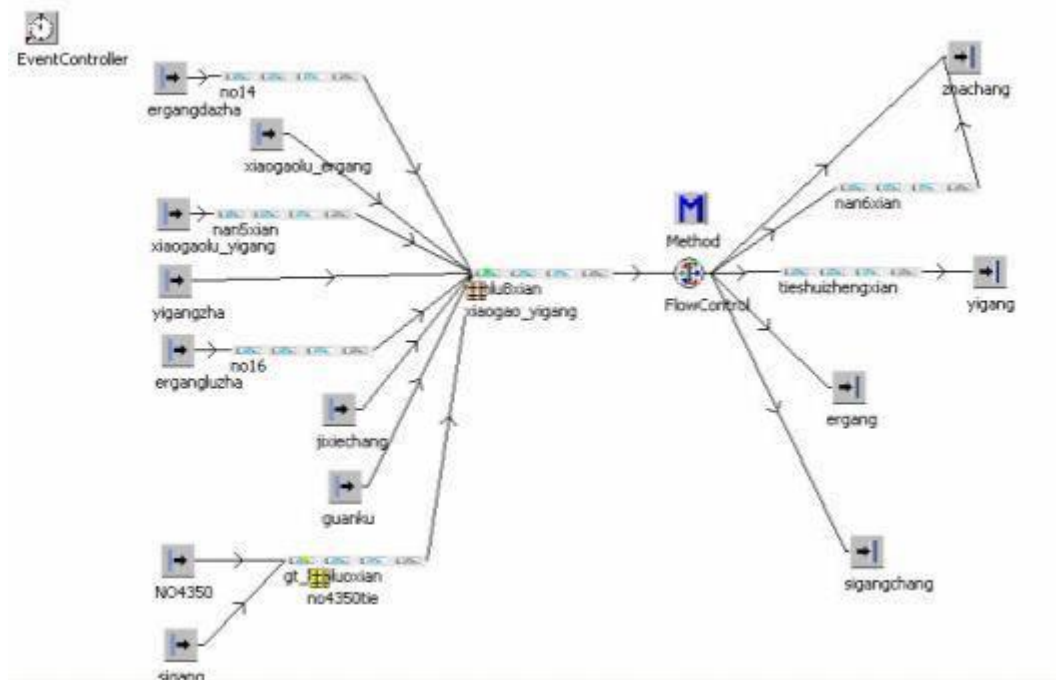 EventController
no14
ergangdazha
xiaogaolu_ergang
zhachang
nan5xian
xiaogaolu_yigang
nan6xian
Method
yigangzha
xiaogao_yigang
FlowControl
tieshuizhengxian
yigang
no16
ergangluzha
ergang
jixiechang
guanku
NO4350
no4350tie
sigangchang